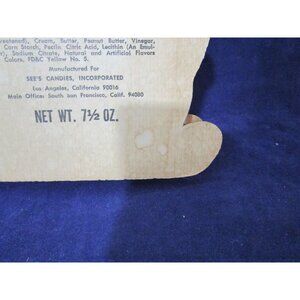 weetened), Cream, Butter, Peanut Butter, Vinegar,
Corn Starch, Pectin, Citric Acid, Lecithin (An Emul-
r), Sodium Citrate, Natural and Artificial Flavors
Colors, FD&C Yellow No. 5.
Manufactured For
SEE'S CANDIES, INCORPORATED
Los Angeles, California 90016
Main Office: South San Francisco, Calif. 94080
NET WT. 7½ OZ.